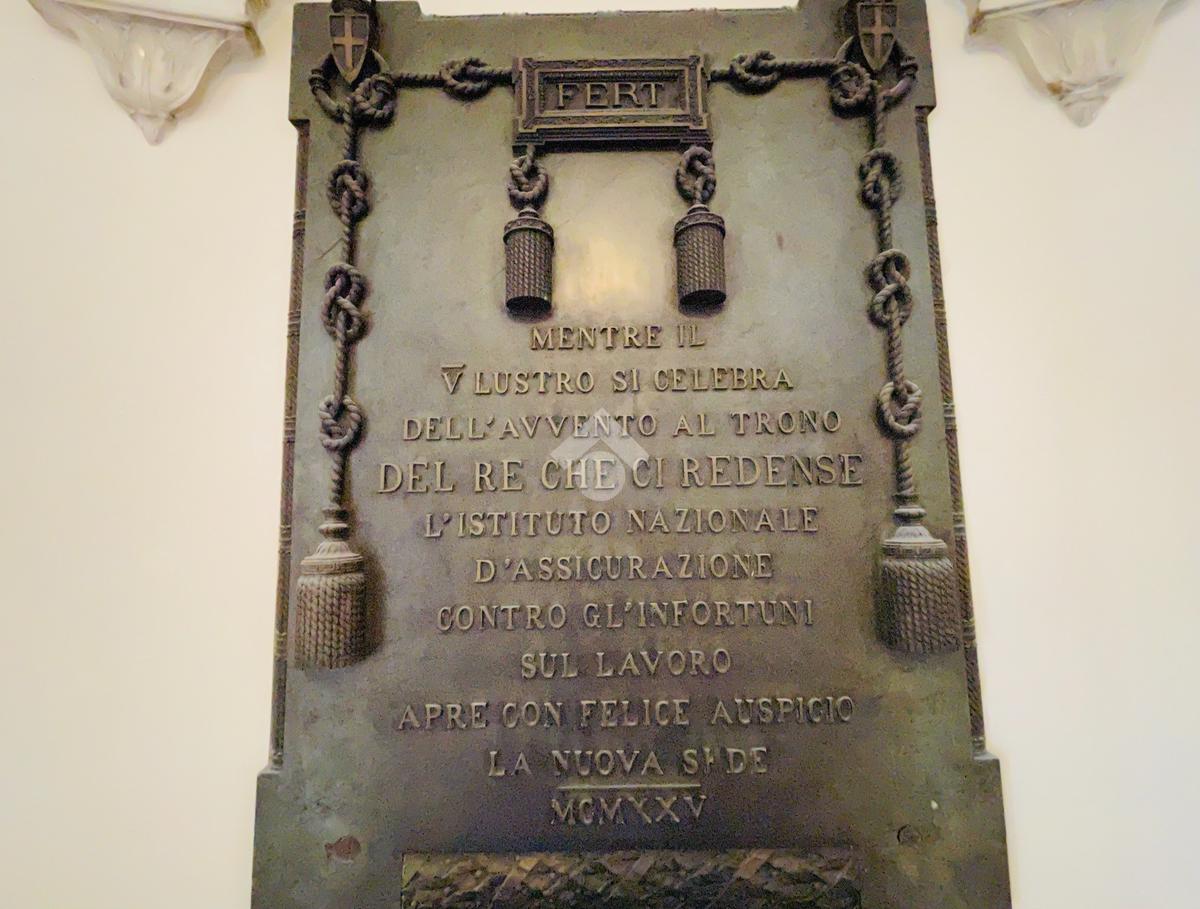 FERT
MENTRE IL
V̅ LUSTRO SI CELEBRA
DELL'AVVENTO AL TRONO
DEL RE CHE CI REDENSE
L'ISTITUTO NAZIONALE
D'ASSICURAZIONE
CONTRO GL'INFORTUNI
SUL LAVORO
APRE CON FELICE AUSPICIO
LA NUOVA SEDE
MCMXXV